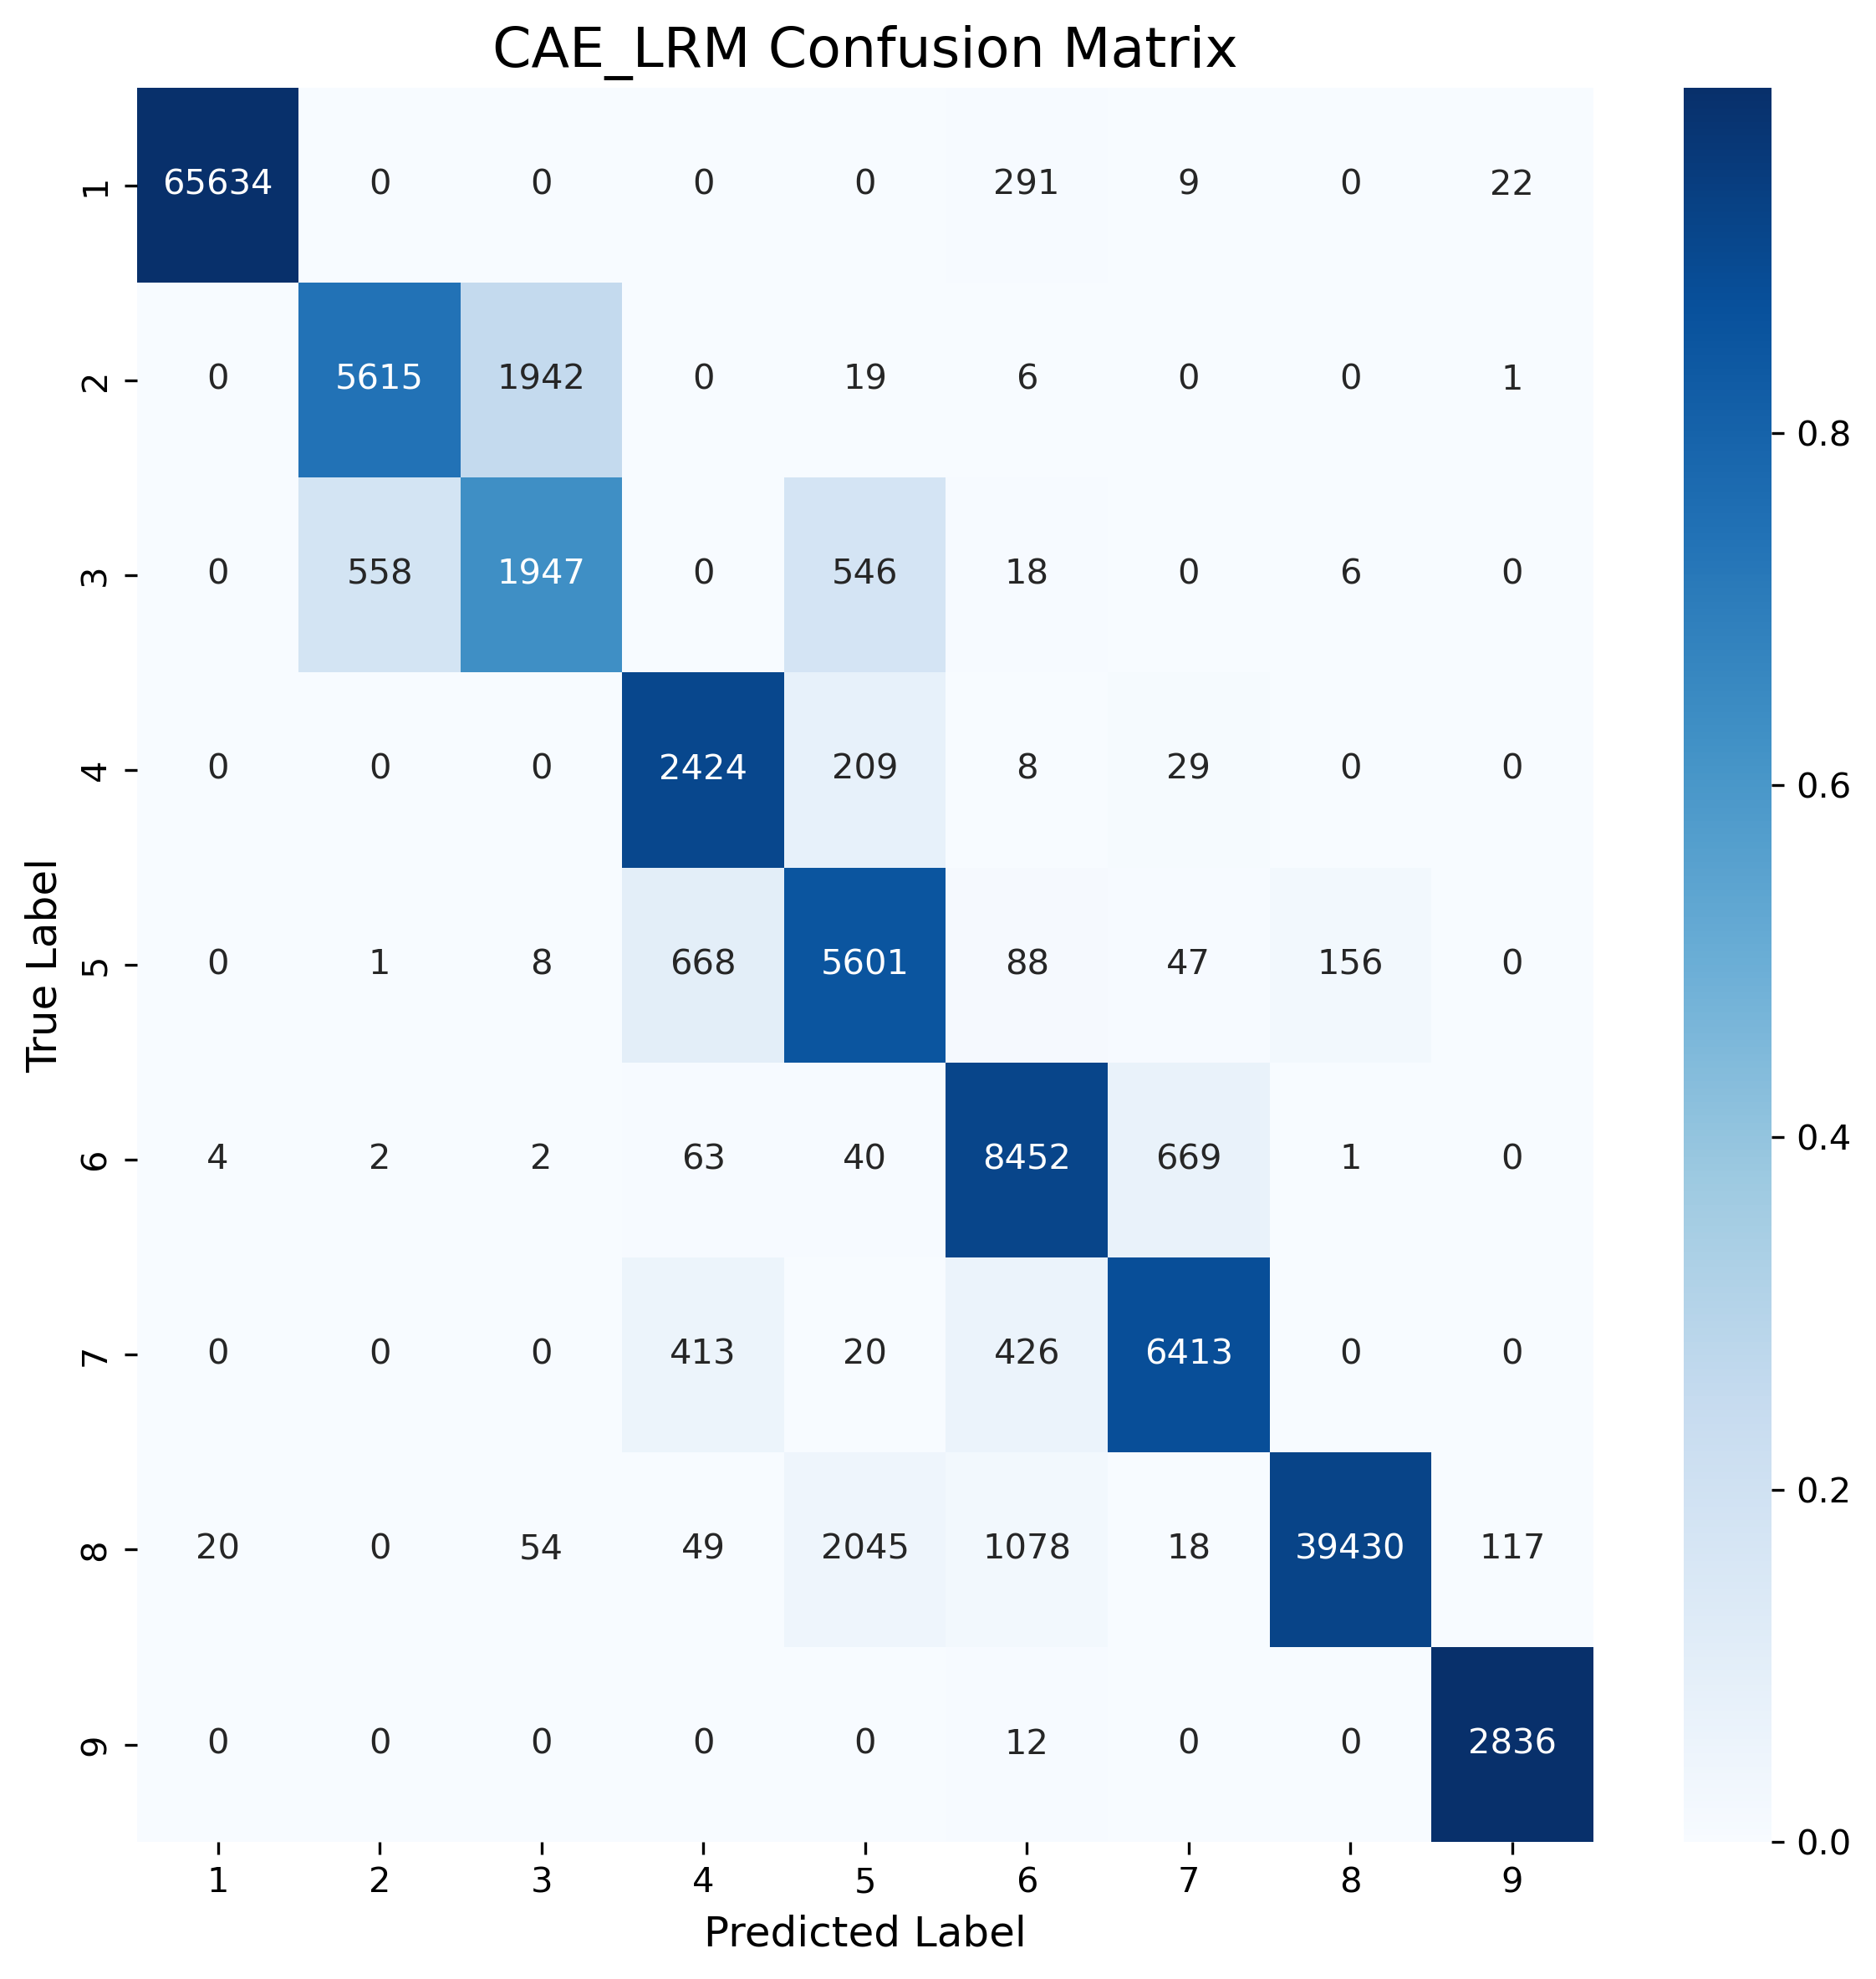 CAE_LRM Confusion Matrix
1 65634 0 0 0 0 291 9 0 22
2 0 5615 1942 0 19 6 0 0 1
3 0 558 1947 0 546 18 0 6 0
4 0 0 0 2424 209 8 29 0 0
5 0 1 8 668 5601 88 47 156 0
6 4 2 2 63 40 8452 669 1 0
7 0 0 0 413 20 426 6413 0 0
8 20 0 54 49 2045 1078 18 39430 117
9 0 0 0 0 0 12 0 0 2836
1 2 3 4 5 6 7 8 9
Predicted Label
True Label
0.8
0.6
0.4
0.2
0.0